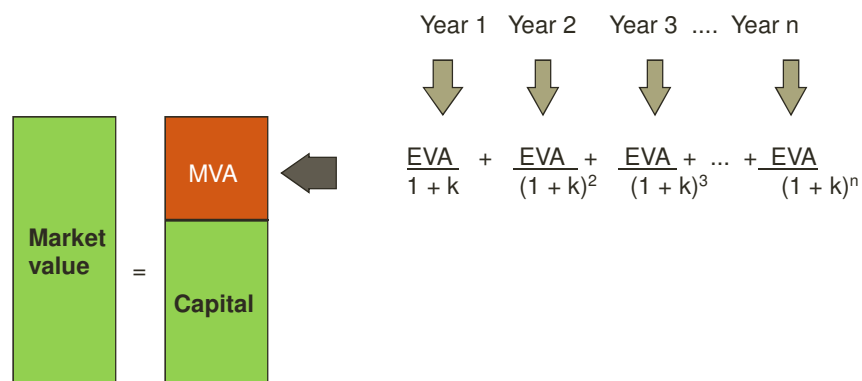 Year 1 Year 2 Year 3 .... Year n
EVA + EVA + EVA + ... + EVA
1 + k (1 + k)² (1 + k)³ (1 + k)ⁿ
MVA
Market
value
=
Capital